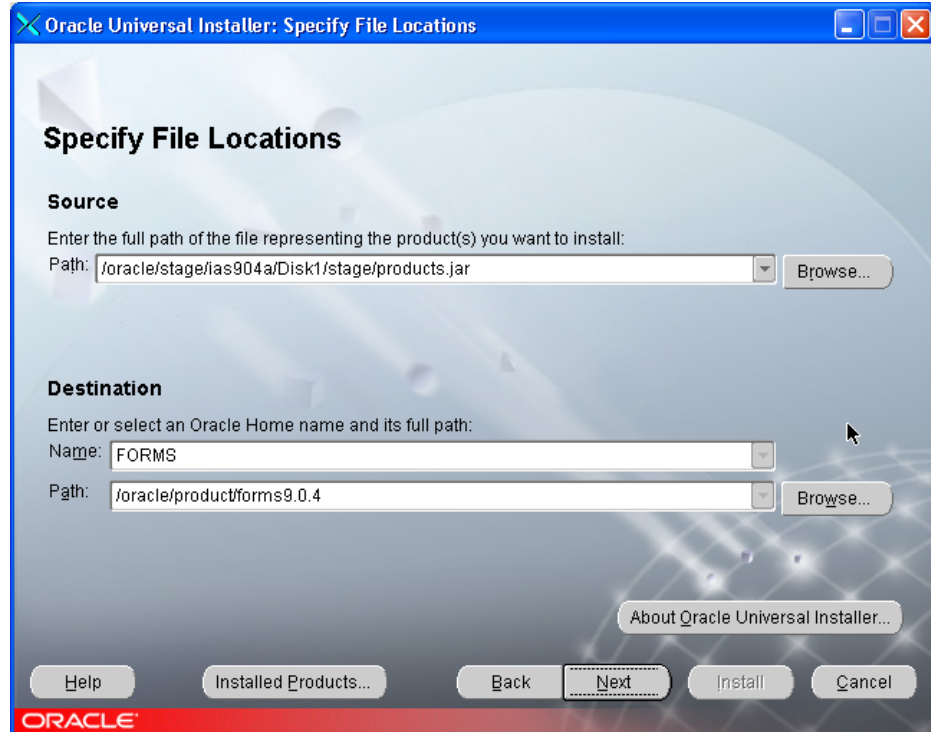 Oracle Universal Installer: Specify File Locations
Specify File Locations
Source
Enter the full path of the file representing the product(s) you want to install:
Path: /oracle/stage/ias904a/Disk1/stage/products.jar Browse...
Destination
Enter or select an Oracle Home name and its full path:
Name: FORMS
Path: /oracle/product/forms9.0.4 Browse...
About Oracle Universal Installer...
Help Installed Products... Back Next Install Cancel
ORACLE